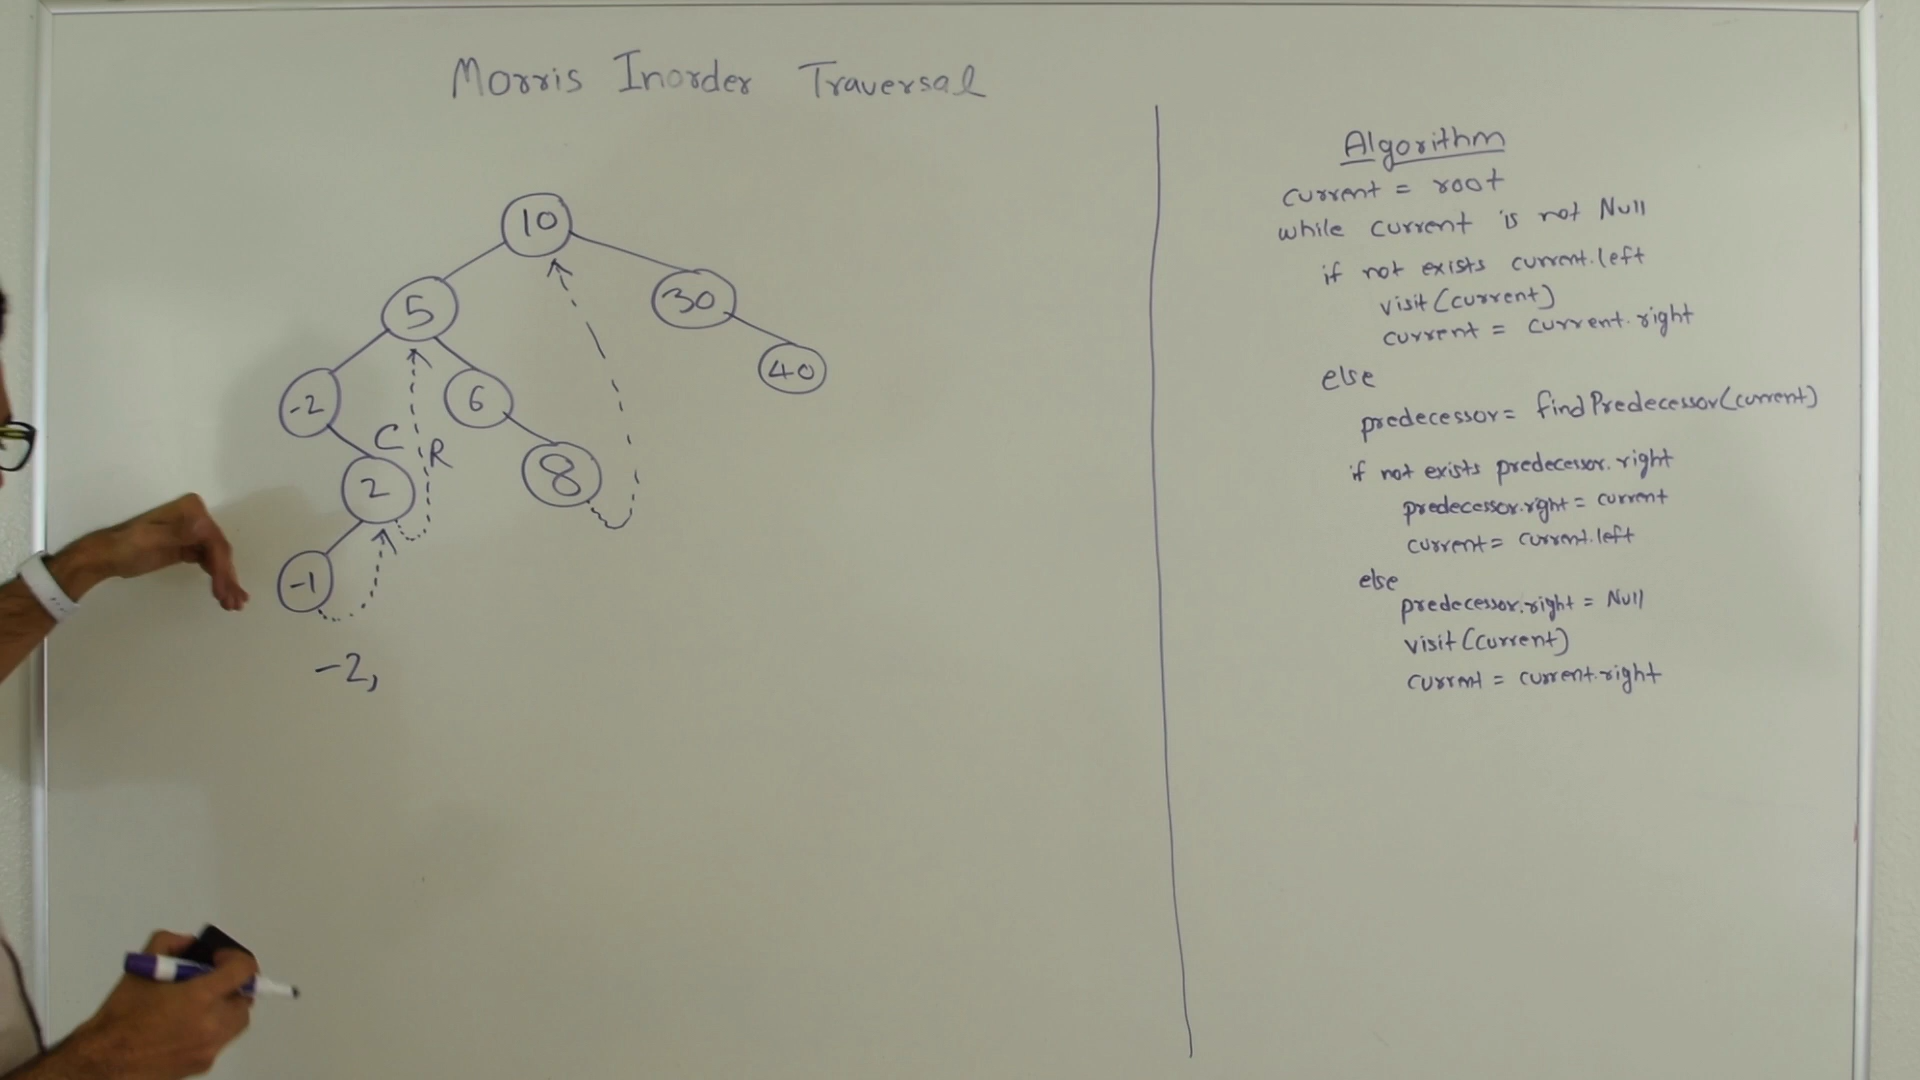 Morris Inorder Traversal
10
5
30
-2
6
40
C
R
2
8
-1
-2,
Algorithm
current = root
while current is not Null
if not exists current.left
visit(current)
current = current.right
else
predecessor = findPredecessor(current)
if not exists predecessor.right
predecessor.right = current
current = current.left
else
predecessor.right = Null
visit(current)
current = current.right